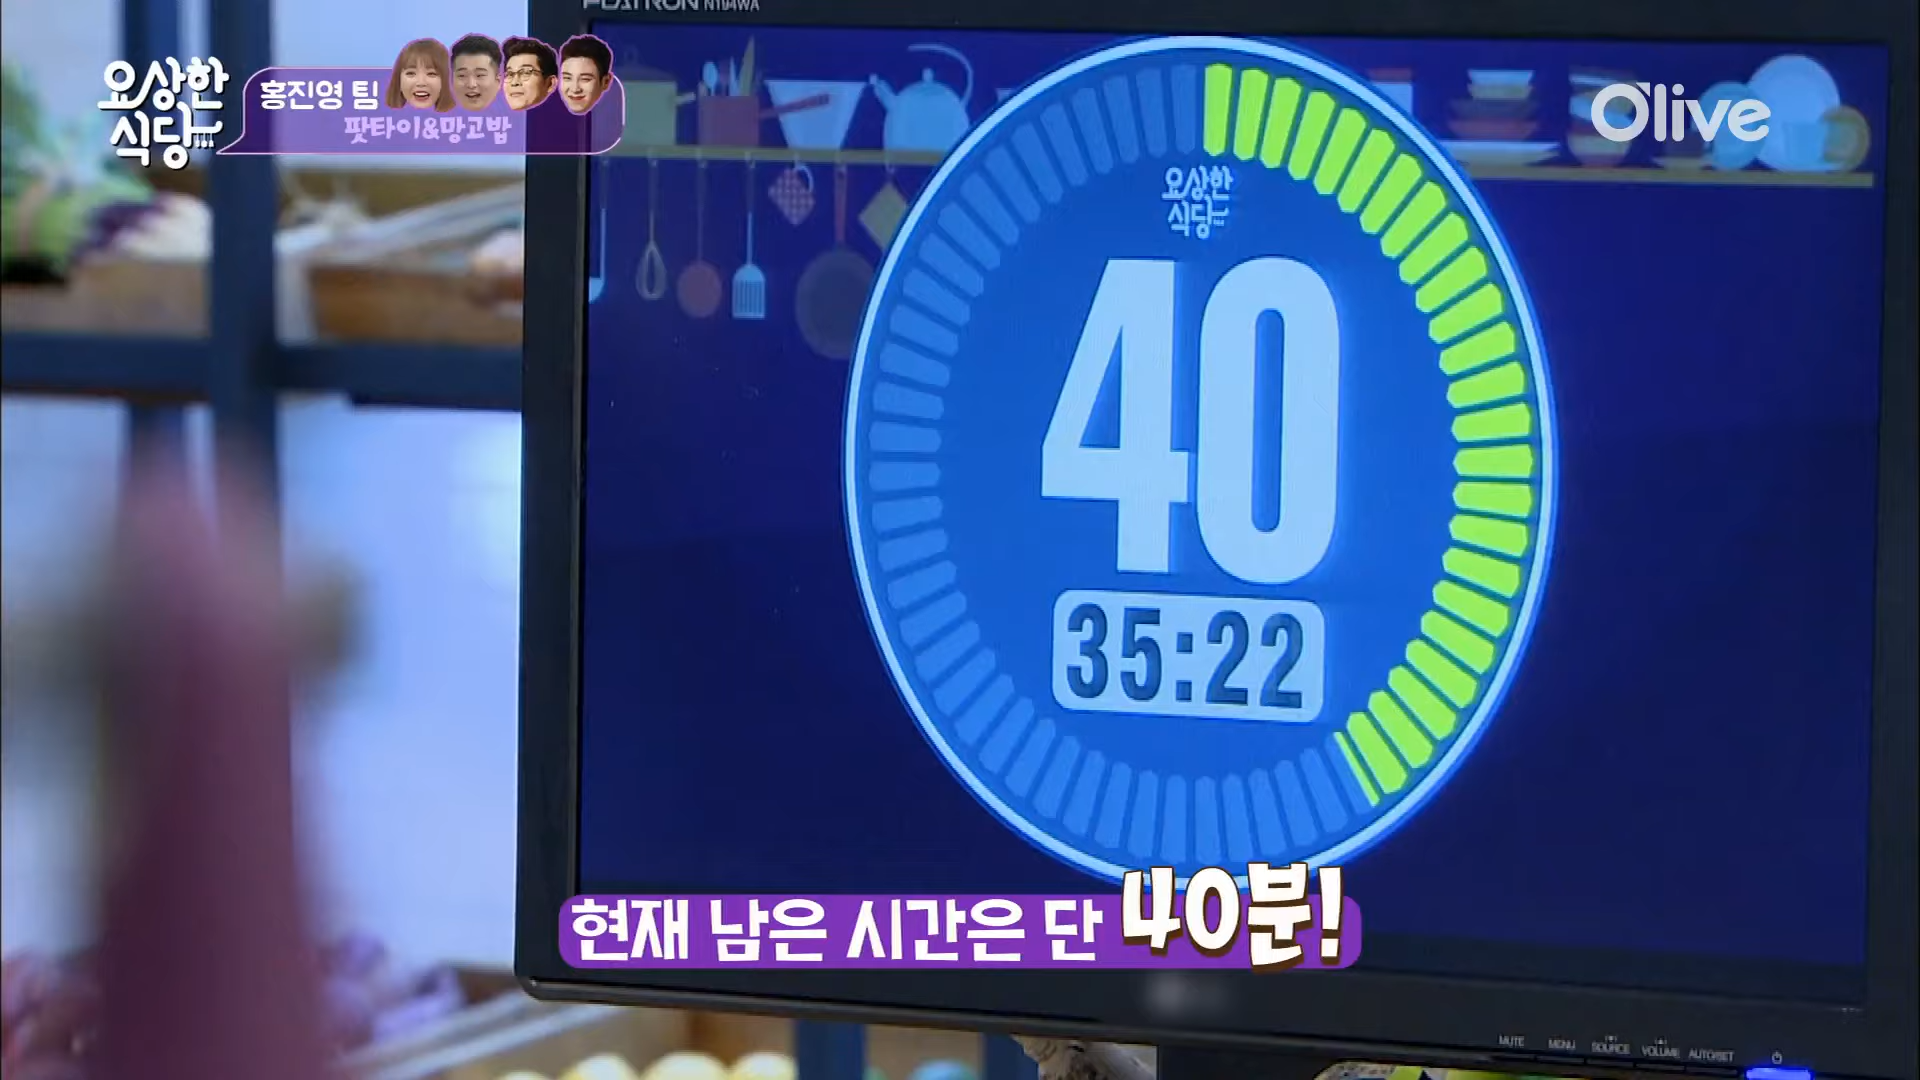 FLATRON N194WA
요상한
식당
홍진영 팀
팟타이&망고밥
Olive
요상한
식당
40
35:22
현재 남은 시간은 단 40분!
MUTE MENU SOURCE VOLUME AUTO/SET